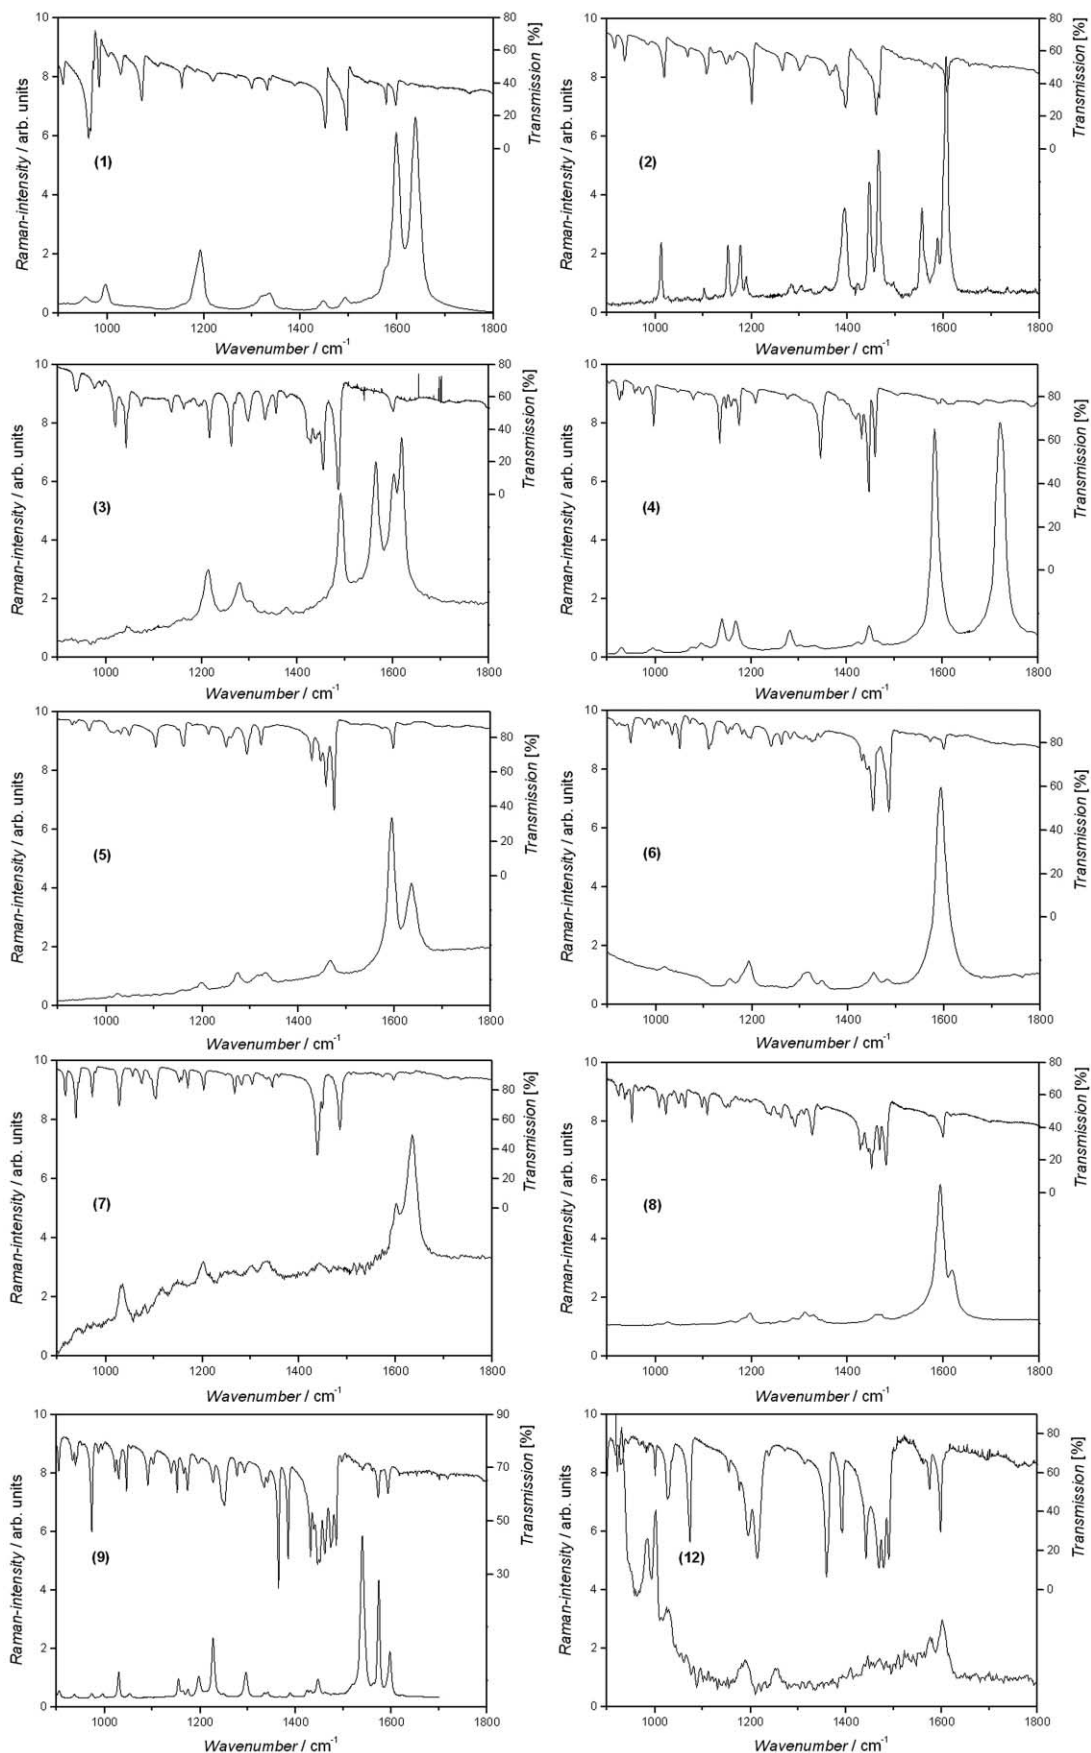 10
8
6
4
2
0
Raman-intensity / arb. units
(1)
80
60
40
20
0
Transmission [%]
1000 1200 1400 1600 1800
Wavenumber / cm⁻¹
10
8
6
4
2
0
Raman-intensity / arb. units
(2)
80
60
40
20
0
Transmission [%]
1000 1200 1400 1600 1800
Wavenumber / cm⁻¹
10
8
6
4
2
0
Raman-intensity / arb. units
(3)
80
60
40
20
0
Transmission [%]
1000 1200 1400 1600 1800
Wavenumber / cm⁻¹
10
8
6
4
2
0
Raman-intensity / arb. units
(4)
80
60
40
20
0
Transmission [%]
1000 1200 1400 1600 1800
Wavenumber / cm⁻¹
10
8
6
4
2
0
Raman-intensity / arb. units
(5)
80
60
40
20
0
Transmission [%]
1000 1200 1400 1600 1800
Wavenumber / cm⁻¹
10
8
6
4
2
0
Raman-intensity / arb. units
(6)
80
60
40
20
0
Transmission [%]
1000 1200 1400 1600 1800
Wavenumber / cm⁻¹
10
8
6
4
2
0
Raman-intensity / arb. units
(7)
80
60
40
20
0
Transmission [%]
1000 1200 1400 1600 1800
Wavenumber / cm⁻¹
10
8
6
4
2
0
Raman-intensity / arb. units
(8)
80
60
40
20
0
Transmission [%]
1000 1200 1400 1600 1800
Wavenumber / cm⁻¹
10
8
6
4
2
0
Raman-intensity / arb. units
(9)
90
70
50
30
Transmission [%]
1000 1200 1400 1600 1800
Wavenumber / cm⁻¹
10
8
6
4
2
0
Raman-intensity / arb. units
(12)
80
60
40
20
0
Transmission [%]
1000 1200 1400 1600 1800
Wavenumber / cm⁻¹